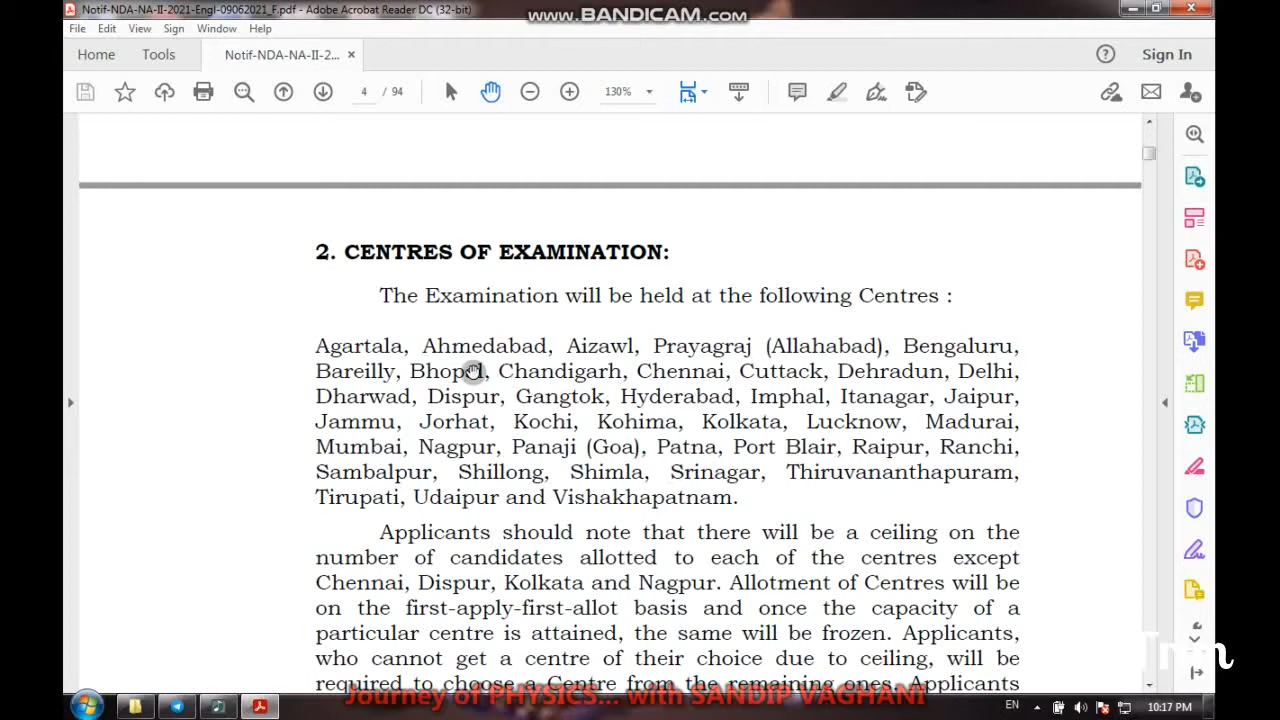 Notif-NDA-NA-II-2021-Engl-09062021_F.pdf - Adobe Acrobat Reader DC (32-bit)
www.BANDICAM.com
File Edit View Sign Window Help
Home Tools Notif-NDA-NA-II-2... × Sign In
4 / 94 130%
2. CENTRES OF EXAMINATION:
The Examination will be held at the following Centres :
Agartala, Ahmedabad, Aizawl, Prayagraj (Allahabad), Bengaluru,
Bareilly, Bhopal, Chandigarh, Chennai, Cuttack, Dehradun, Delhi,
Dharwad, Dispur, Gangtok, Hyderabad, Imphal, Itanagar, Jaipur,
Jammu, Jorhat, Kochi, Kohima, Kolkata, Lucknow, Madurai,
Mumbai, Nagpur, Panaji (Goa), Patna, Port Blair, Raipur, Ranchi,
Sambalpur, Shillong, Shimla, Srinagar, Thiruvananthapuram,
Tirupati, Udaipur and Vishakhapatnam.
Applicants should note that there will be a ceiling on the
number of candidates allotted to each of the centres except
Chennai, Dispur, Kolkata and Nagpur. Allotment of Centres will be
on the first-apply-first-allot basis and once the capacity of a
particular centre is attained, the same will be frozen. Applicants,
who cannot get a centre of their choice due to ceiling, will be
required to choose a Centre from the remaining ones. Applicants
Journey of PHYSICS... with SANDIP VAGHANI
EN 10:17 PM